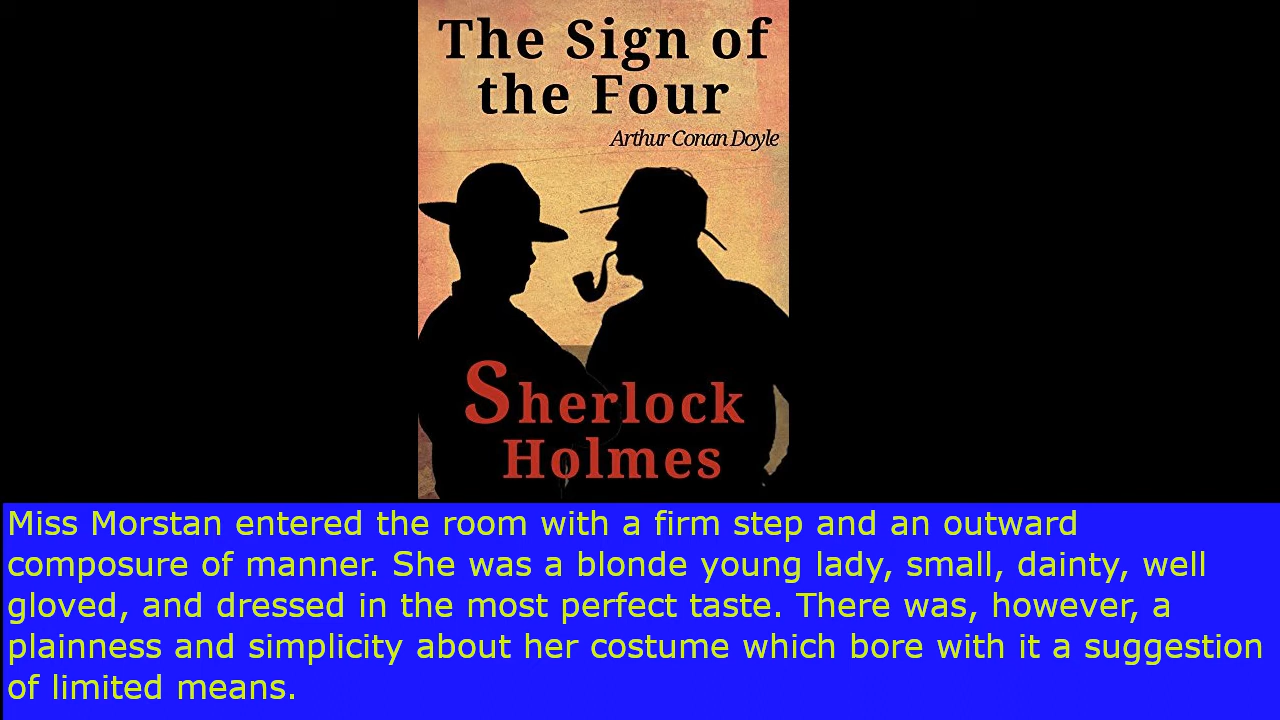 The Sign of
the Four
Arthur Conan Doyle
Sherlock
Holmes
Miss Morstan entered the room with a firm step and an outward
composure of manner. She was a blonde young lady, small, dainty, well
gloved, and dressed in the most perfect taste. There was, however, a
plainness and simplicity about her costume which bore with it a suggestion
of limited means.